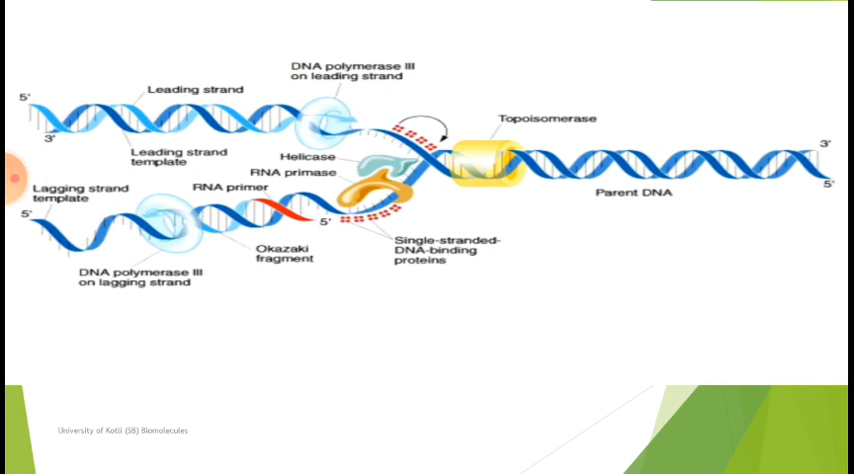 DNA polymerase III
on leading strand
Leading strand
5'
3'
Leading strand
template
Topoisomerase
Helicase
RNA primase
RNA primer
Lagging strand
template
5'
5'
3'
5'
Parent DNA
Okazaki
fragment
Single-stranded-
DNA-binding
proteins
DNA polymerase III
on lagging strand
University of Kotli (SB) Biomolecules